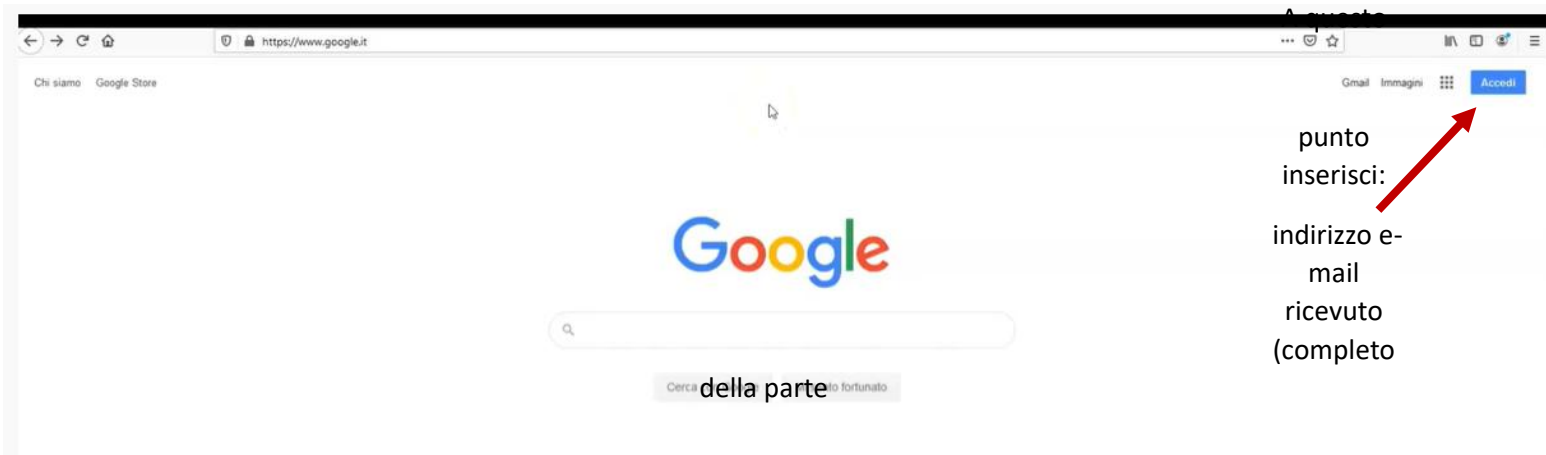 A questo
https://www.google.it
Chi siamo Google Store
Gmail Immagini Accedi
punto
inserisci:
indirizzo e-
mail
ricevuto
(completo
Google
della parte
Cerca fortunato